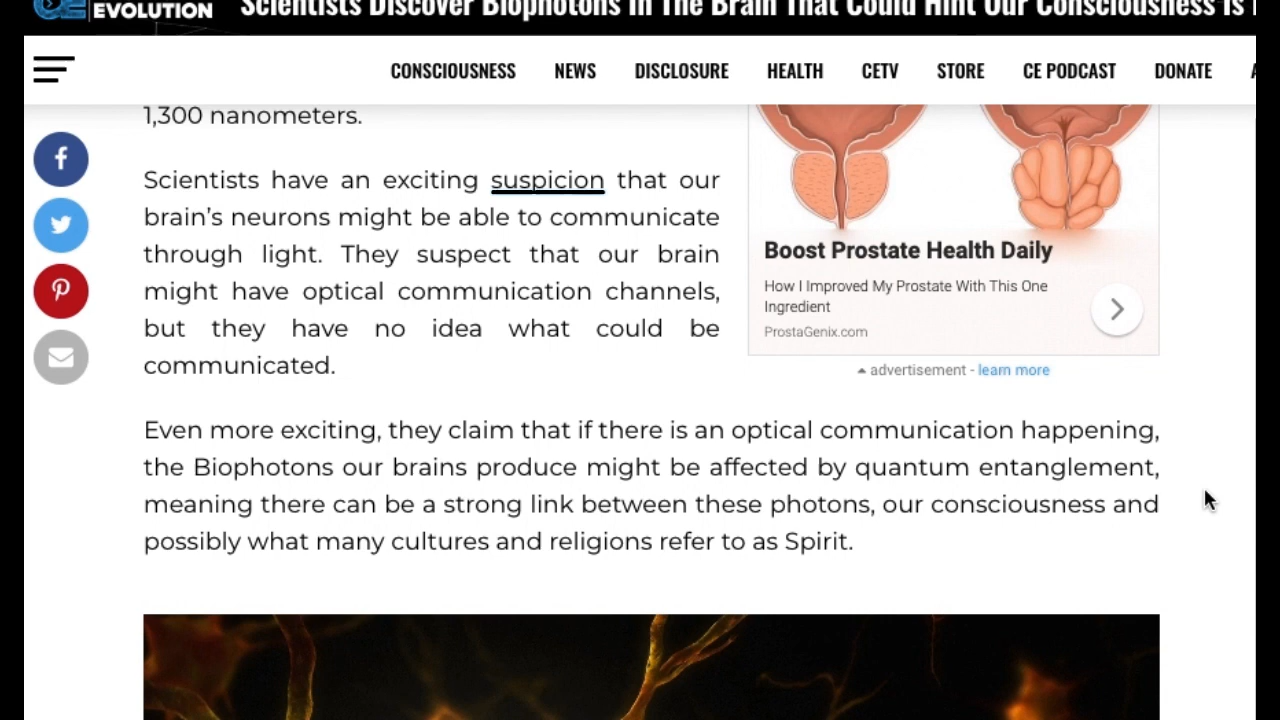 EVOLUTION
Scientists Discover Biophotons In The Brain That Could Hint Our Consciousness Is
CONSCIOUSNESS NEWS DISCLOSURE HEALTH CETV STORE CE PODCAST DONATE
1,300 nanometers.
Scientists have an exciting suspicion that our
brain’s neurons might be able to communicate
through light. They suspect that our brain
might have optical communication channels,
but they have no idea what could be
communicated.
Boost Prostate Health Daily
How I Improved My Prostate With This One
Ingredient
ProstaGenix.com
advertisement - learn more
Even more exciting, they claim that if there is an optical communication happening,
the Biophotons our brains produce might be affected by quantum entanglement,
meaning there can be a strong link between these photons, our consciousness and
possibly what many cultures and religions refer to as Spirit.